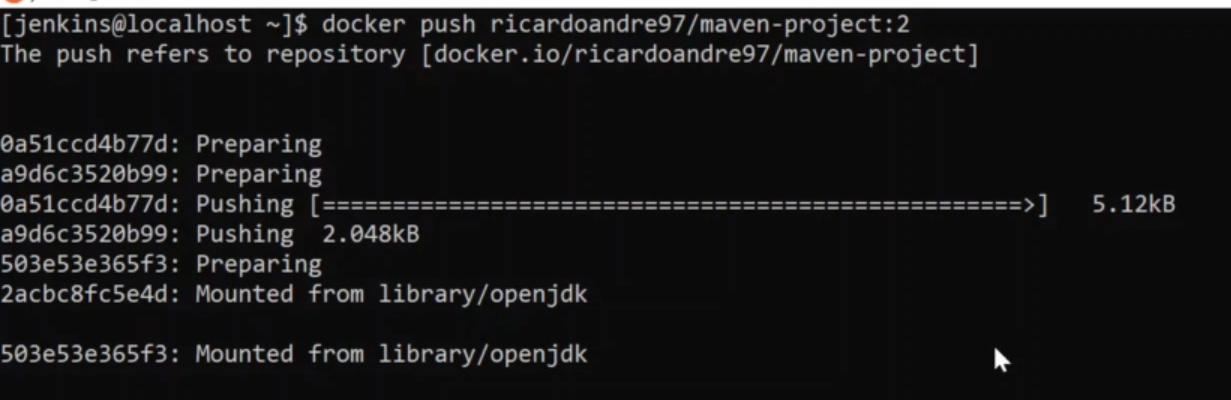 [jenkins@localhost ~]$ docker push ricardoandre97/maven-project:2
The push refers to repository [docker.io/ricardoandre97/maven-project]
0a51ccd4b77d: Preparing
a9d6c3520b99: Preparing
0a51ccd4b77d: Pushing [==================================================>]   5.12kB
a9d6c3520b99: Pushing  2.048kB
503e53e365f3: Preparing
2acbc8fc5e4d: Mounted from library/openjdk
503e53e365f3: Mounted from library/openjdk